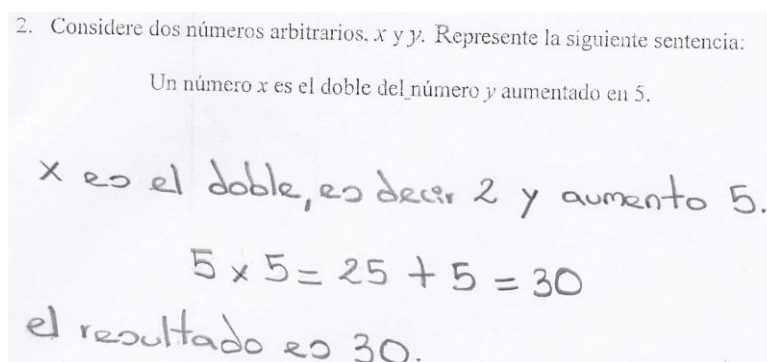 2. Considere dos números arbitrarios, x y y. Represente la siguiente sentencia:
Un número x es el doble del número y aumentado en 5.
x es el doble, es decir 2 y aumento 5.
5 x 5 = 25 + 5 = 30
el resultado es 30.